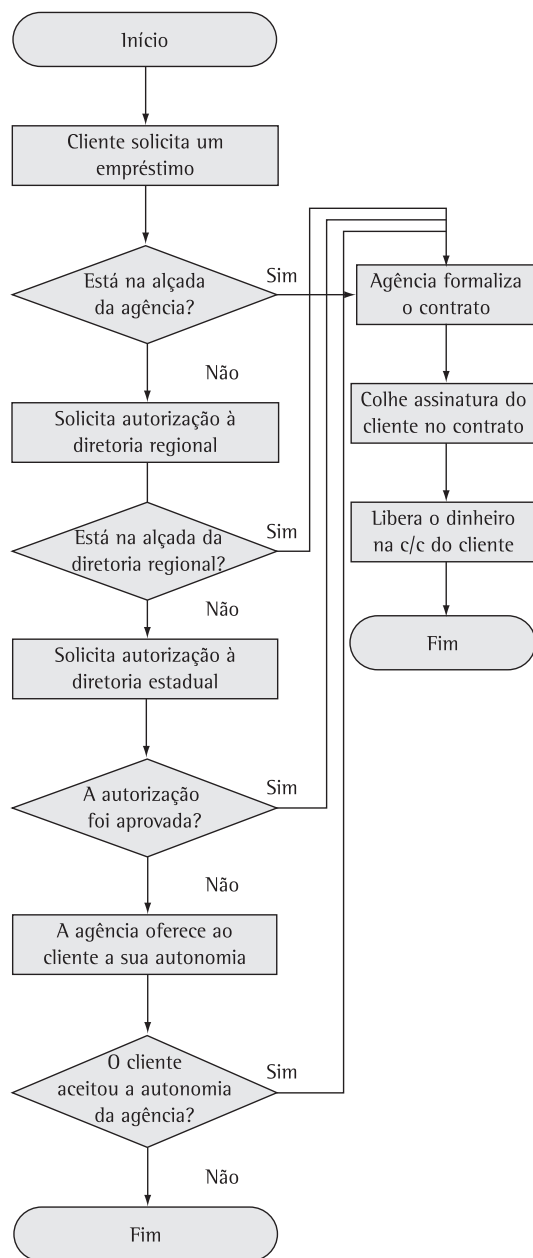 Início
Cliente solicita um
empréstimo
Está na alçada
da agência?
Sim
Não
Agência formaliza
o contrato
Solicita autorização à
diretoria regional
Colhe assinatura do
cliente no contrato
Está na alçada da
diretoria regional?
Sim
Não
Libera o dinheiro
na c/c do cliente
Solicita autorização à
diretoria estadual
Fim
A autorização
foi aprovada?
Sim
Não
A agência oferece ao
cliente a sua autonomia
O cliente
aceitou a autonomia
da agência?
Sim
Não
Fim